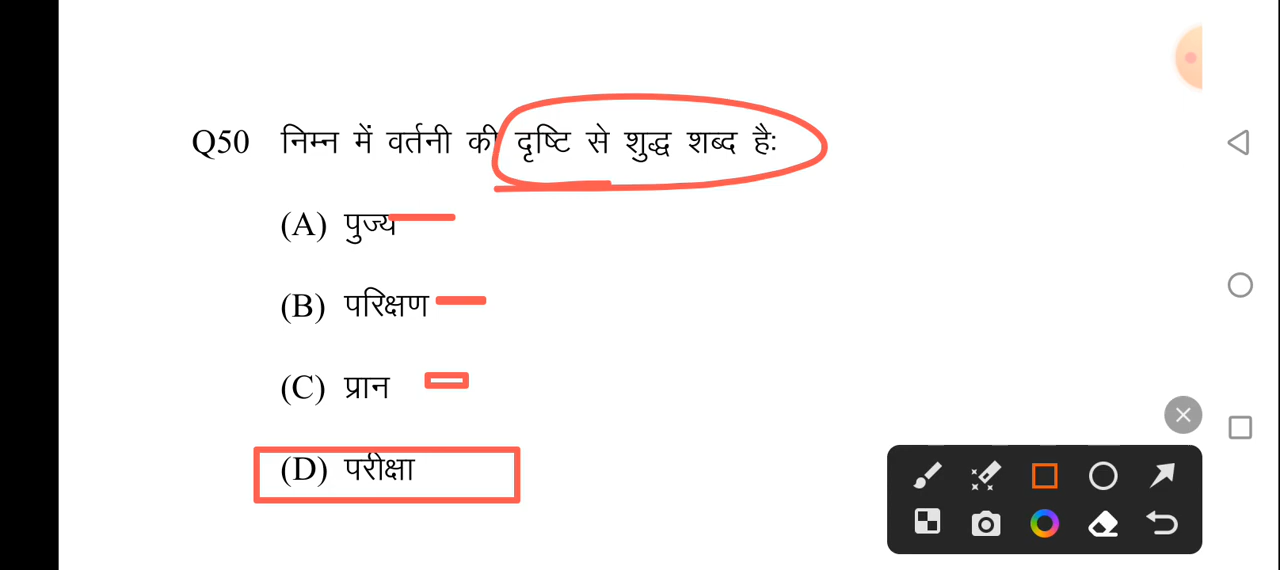 Q50 निम्न में वर्तनी की दृष्टि से शुद्ध शब्द है:
(A) पुज्य
(B) परिक्षण
(C) प्रान
(D) परीक्षा